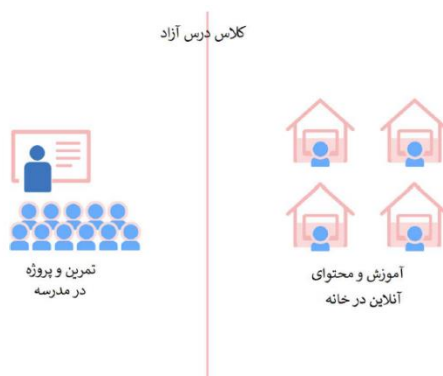 کلاس درس آزاد
آموزش و محتوای
آنلاین در خانه
تمرین و پروژه
در مدرسه